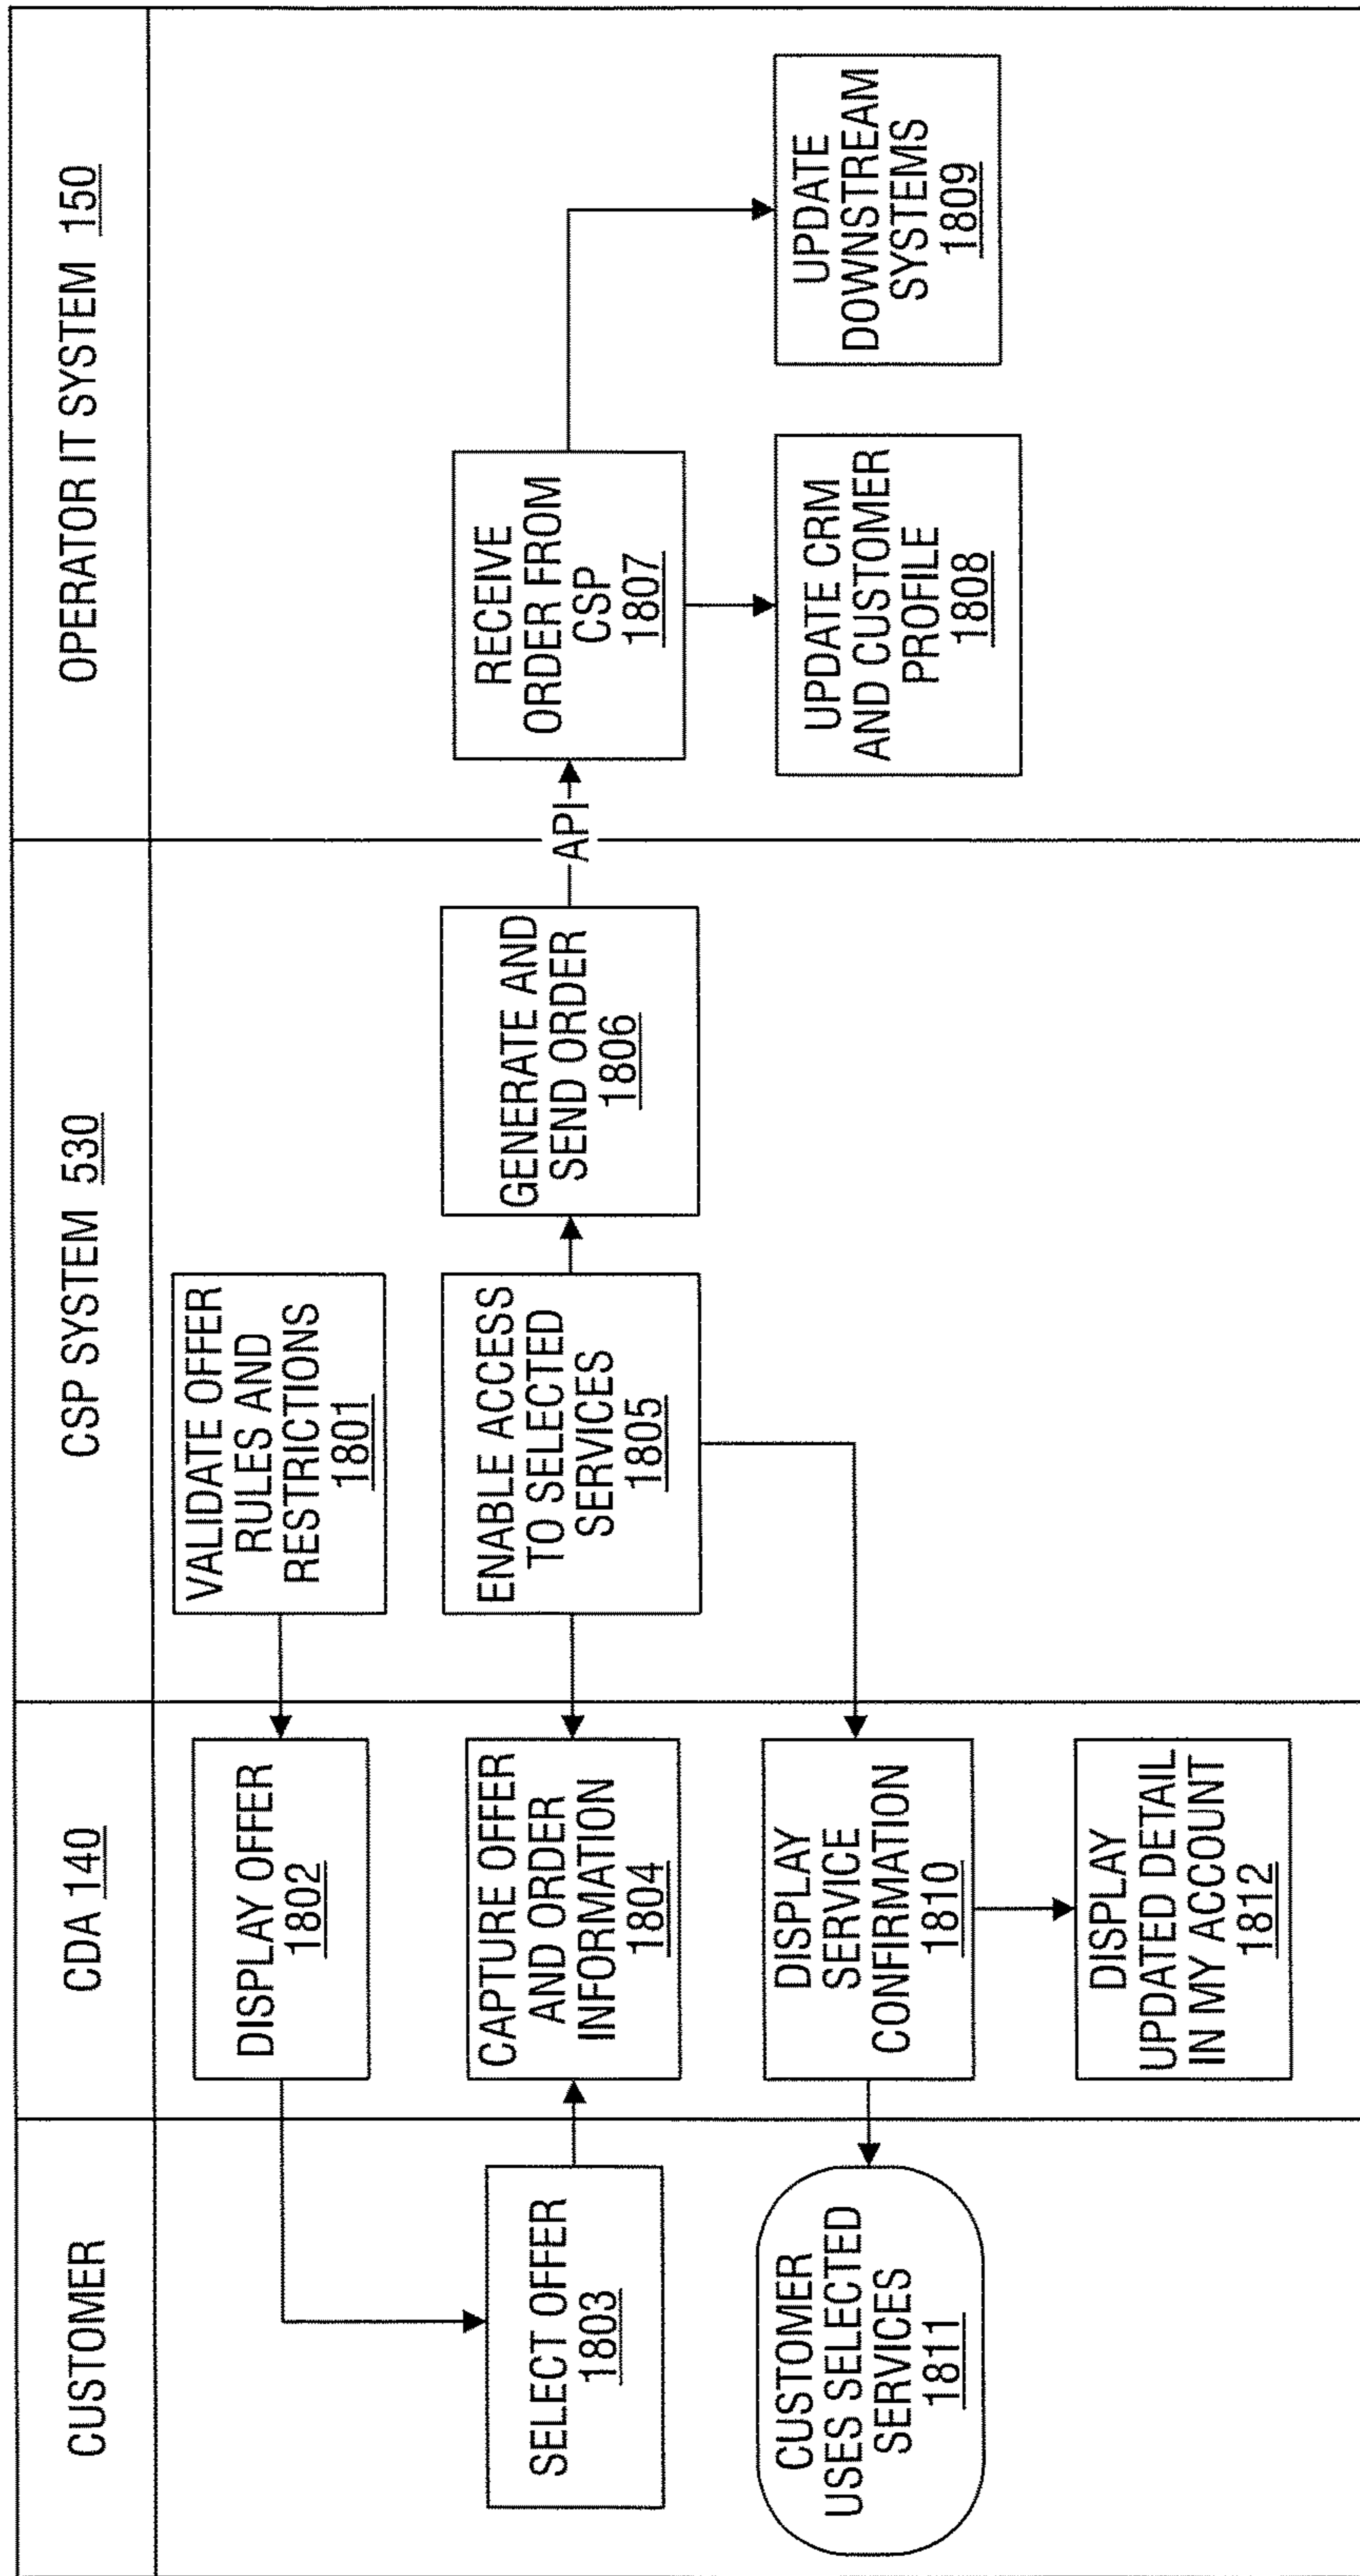 CUSTOMER
CDA 140
CSP SYSTEM 530
OPERATOR IT SYSTEM 150
DISPLAY OFFER
1802
VALIDATE OFFER
RULES AND
RESTRICTIONS
1801
SELECT OFFER
1803
CAPTURE OFFER
AND ORDER
INFORMATION
1804
ENABLE ACCESS
TO SELECTED
SERVICES
1805
GENERATE AND
SEND ORDER
1806
API
RECEIVE
ORDER FROM
CSP
1807
CUSTOMER
USES SELECTED
SERVICES
1811
DISPLAY
SERVICE
CONFIRMATION
1810
UPDATE CRM
AND CUSTOMER
PROFILE
1808
UPDATE
DOWNSTREAM
SYSTEMS
1809
DISPLAY
UPDATED DETAIL
IN MY ACCOUNT
1812